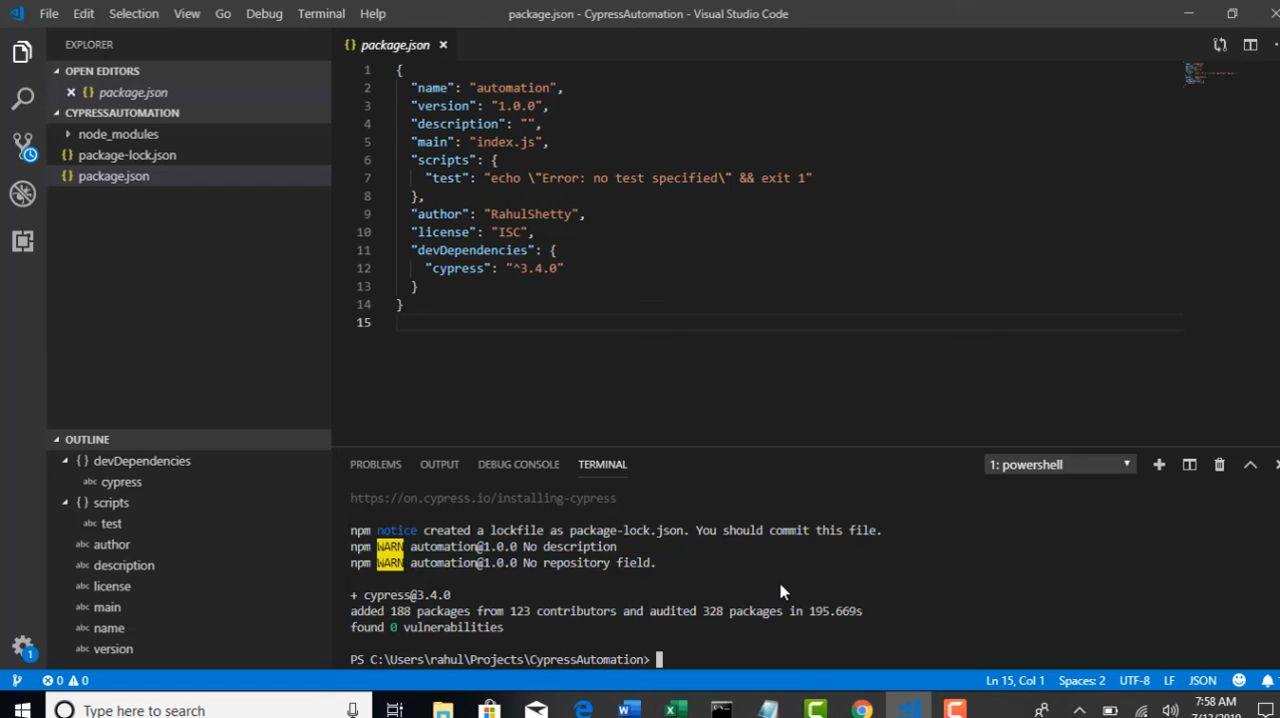 File Edit Selection View Go Debug Terminal Help package.json - CypressAutomation - Visual Studio Code
EXPLORER
OPEN EDITORS
package.json
CYPRESSAUTOMATION
node_modules
{} package-lock.json
{} package.json
OUTLINE
{} devDependencies
abc cypress
{} scripts
abc test
abc author
abc description
abc license
abc main
abc name
abc version
{} package.json
1 {
2 "name": "automation",
3 "version": "1.0.0",
4 "description": "",
5 "main": "index.js",
6 "scripts": {
7 "test": "echo \"Error: no test specified\" && exit 1"
8 },
9 "author": "RahulShetty",
10 "license": "ISC",
11 "devDependencies": {
12 "cypress": "^3.4.0"
13 }
14 }
15
PROBLEMS OUTPUT DEBUG CONSOLE TERMINAL 1: powershell
https://on.cypress.io/installing-cypress
npm notice created a lockfile as package-lock.json. You should commit this file.
npm WARN automation@1.0.0 No description
npm WARN automation@1.0.0 No repository field.
+ cypress@3.4.0
added 188 packages from 123 contributors and audited 328 packages in 195.669s
found 0 vulnerabilities
PS C:\Users\rahul\Projects\CypressAutomation>
0 0 Ln 15, Col 1 Spaces: 2 UTF-8 LF JSON
Type here to search
7:58 AM